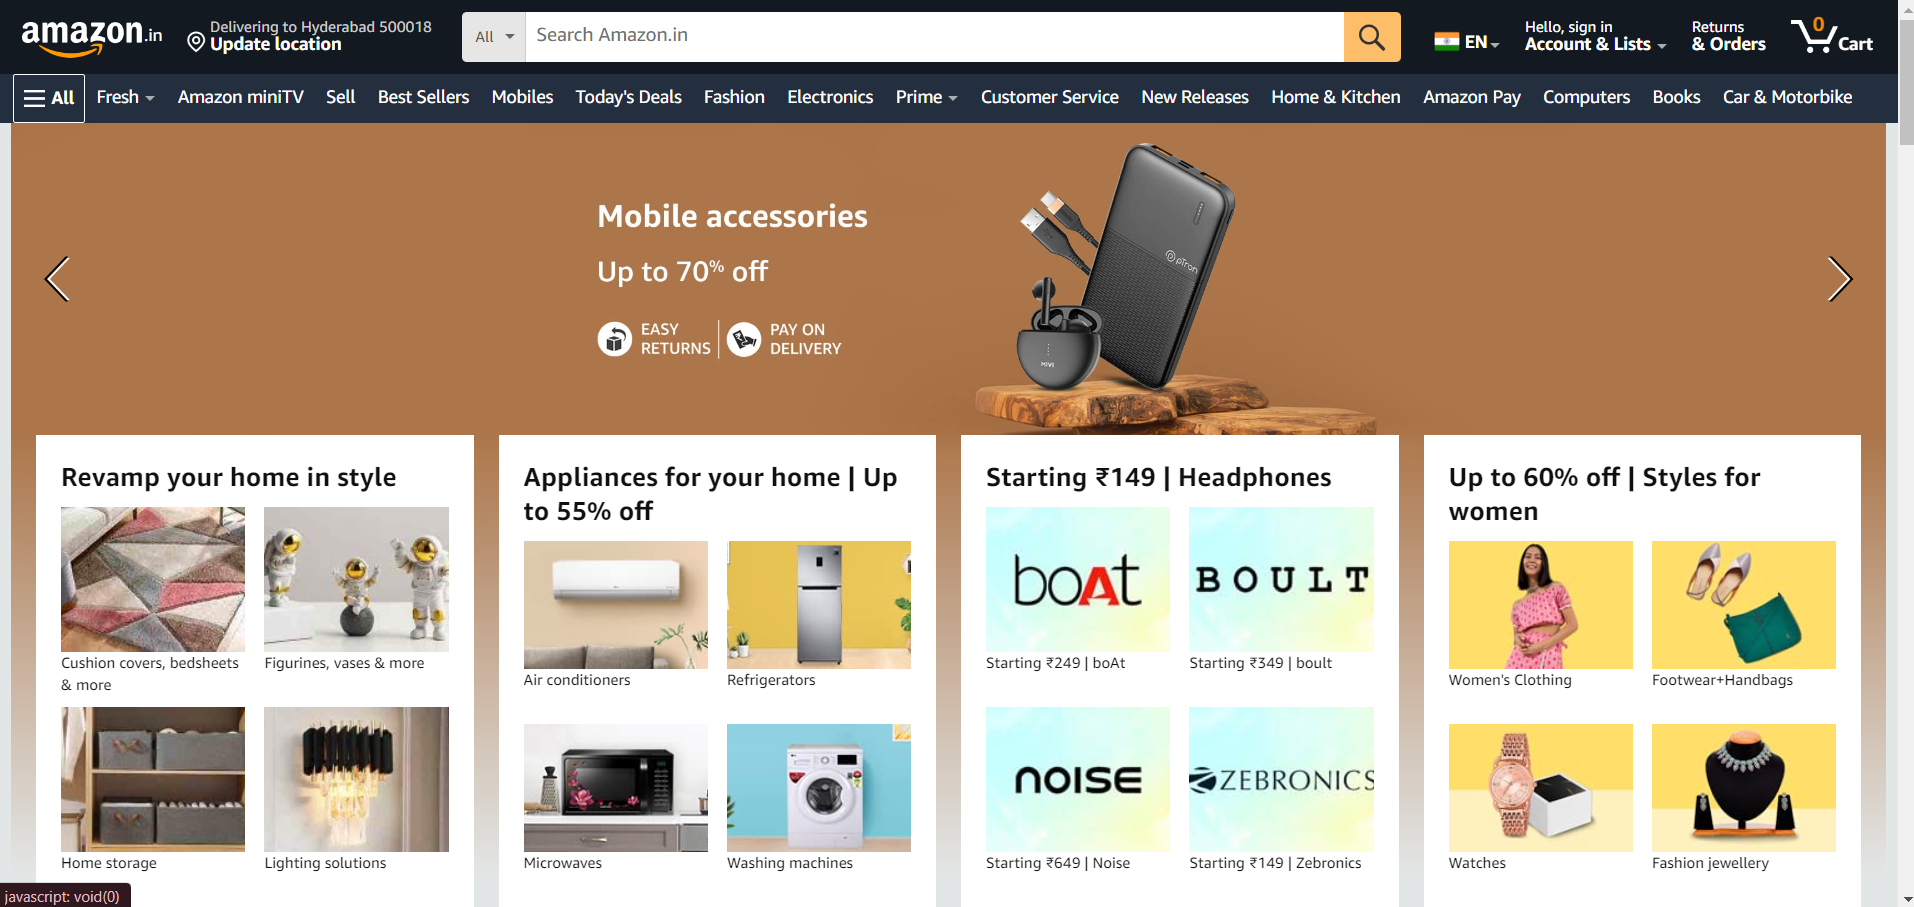 amazon.in
Delivering to Hyderabad 500018
Update location
All
Search Amazon.in
EN
Hello, sign in
Account & Lists
Returns
& Orders
0
Cart
All
Fresh
Amazon miniTV
Sell
Best Sellers
Mobiles
Today's Deals
Fashion
Electronics
Prime
Customer Service
New Releases
Home & Kitchen
Amazon Pay
Computers
Books
Car & Motorbike
Mobile accessories
Up to 70% off
EASY
RETURNS
PAY ON
DELIVERY
pTron
MIVI
Revamp your home in style
Cushion covers, bedsheets
& more
Figurines, vases & more
Home storage
Lighting solutions
Appliances for your home | Up
to 55% off
Air conditioners
Refrigerators
Microwaves
Washing machines
Starting ₹149 | Headphones
boAt
Starting ₹249 | boAt
BOULT
Starting ₹349 | boult
noise
Starting ₹649 | Noise
ZEBRONICS
Starting ₹149 | Zebronics
Up to 60% off | Styles for
women
Women's Clothing
Footwear+Handbags
Watches
Fashion jewellery
javascript: void(0)